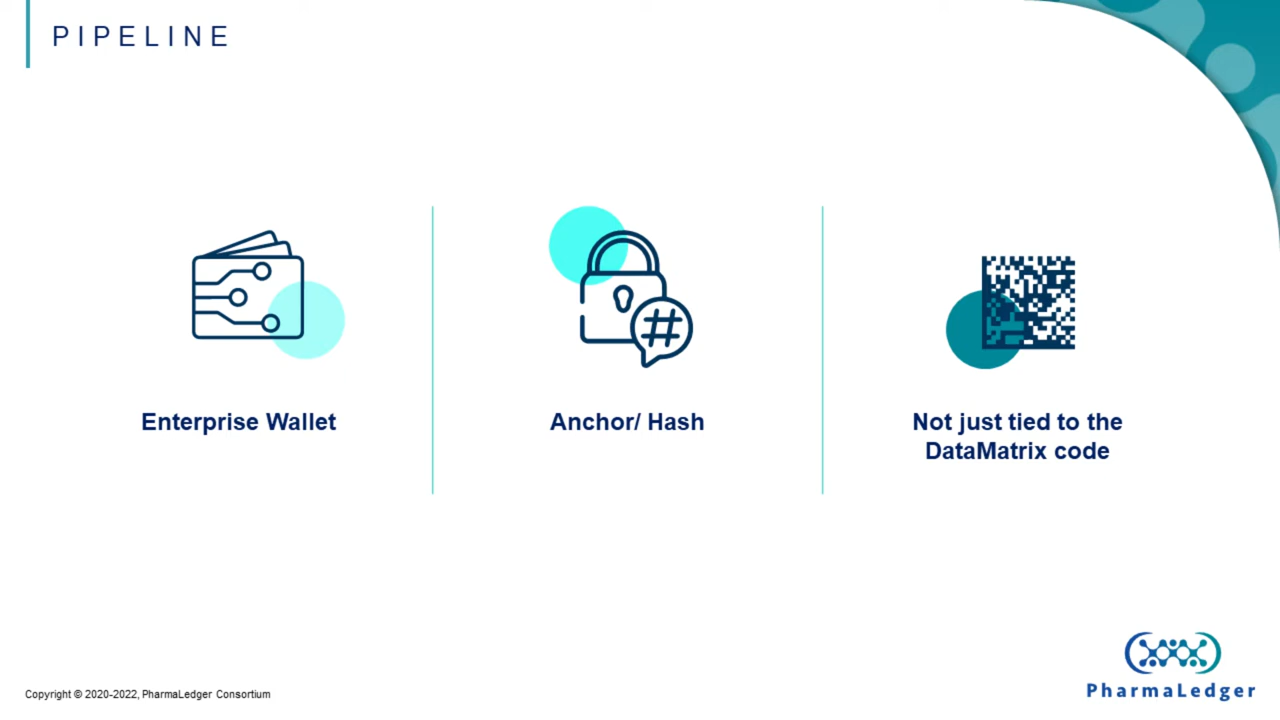 PIPELINE
Enterprise Wallet
Anchor/ Hash
Not just tied to the
DataMatrix code
#
Copyright © 2020-2022, PharmaLedger Consortium
PharmaLedger